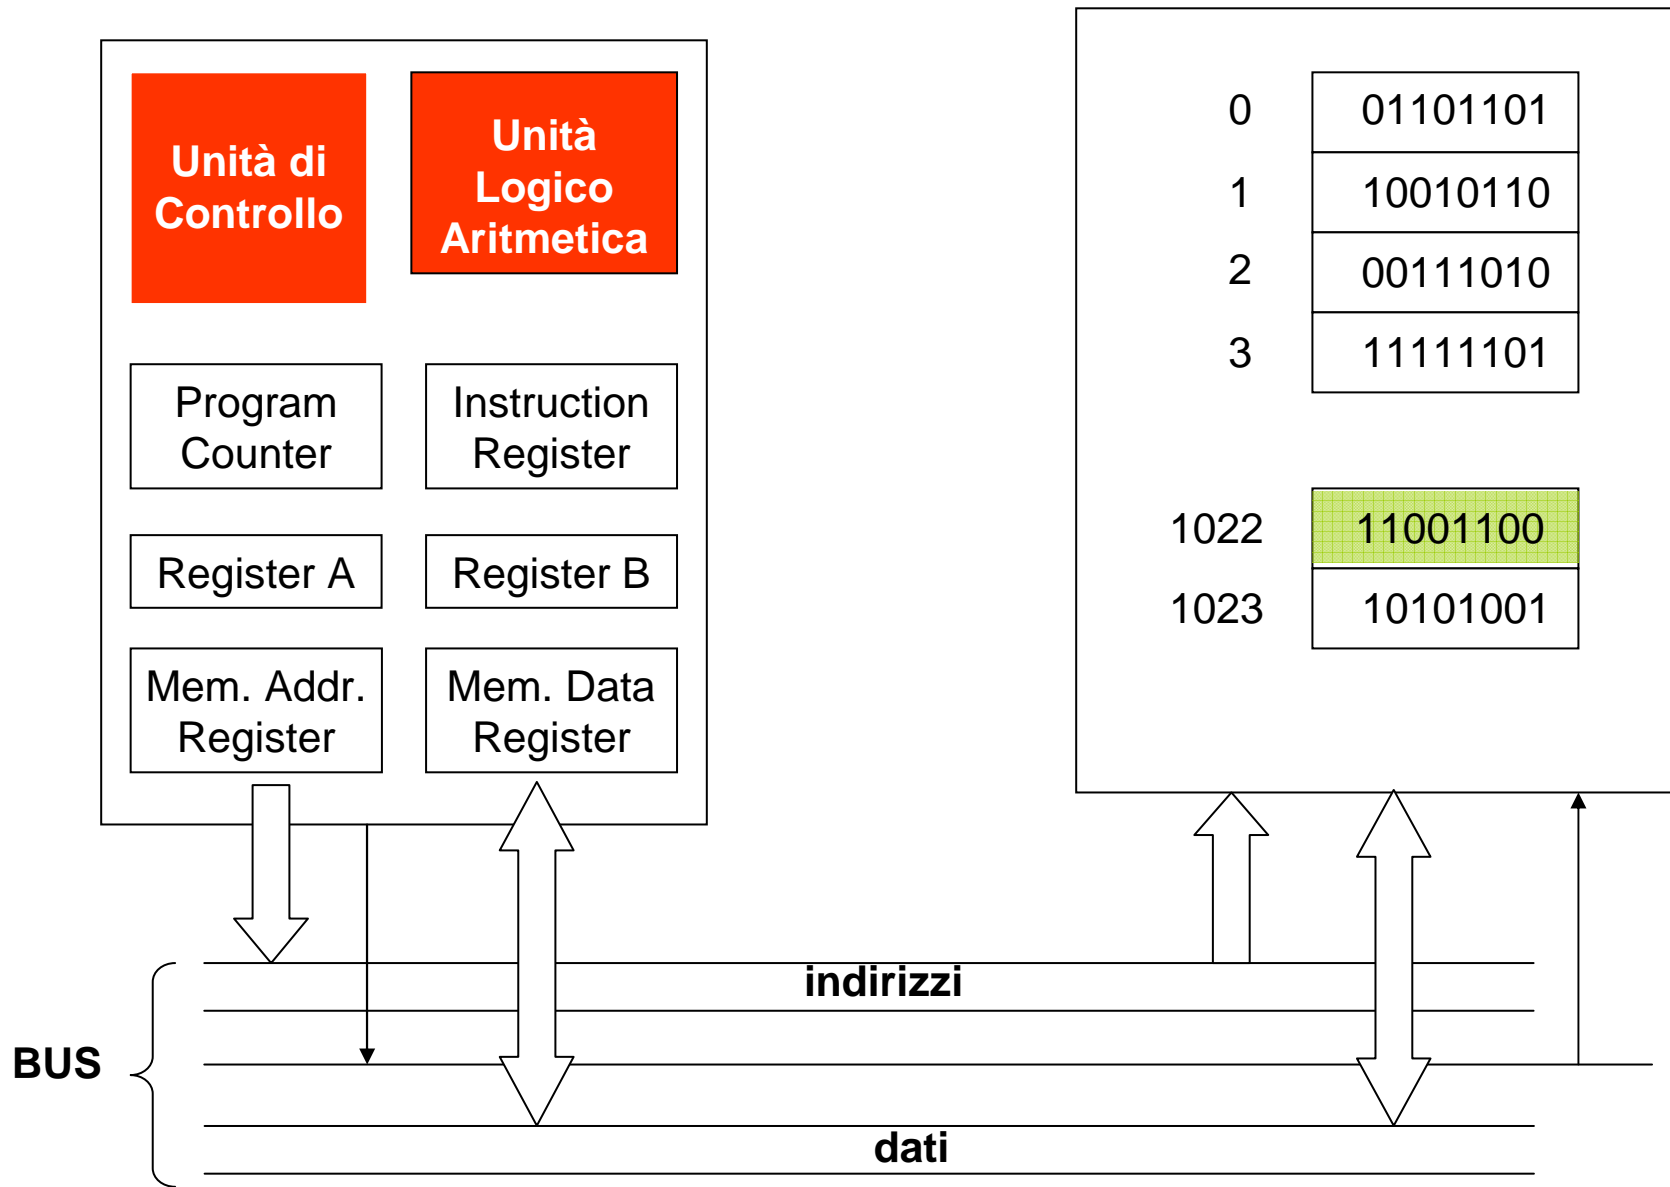 Unità di
Controllo
Unità
Logico
Aritmetica
Program
Counter
Instruction
Register
Register A
Register B
Mem. Addr.
Register
Mem. Data
Register
0 01101101
1 10010110
2 00111010
3 11111101
1022 11001100
1023 10101001
indirizzi
BUS
dati